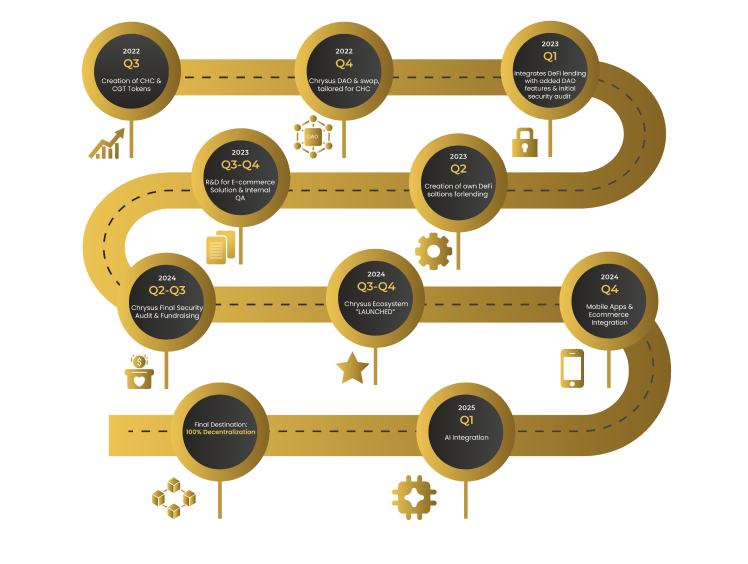 2022
Q3
Creation of CHC &
CGT Tokens
2022
Q4
Chrysus DAO & swap,
tailored for CHC
2023
Q1
Integrates DeFi lending
with added DAO
features & initial
security audit
DAO
2023
Q2
Creation of own DeFi
soltions forlending
2023
Q3-Q4
R&D for E-commerce
Solution & Internal
QA
2024
Q2-Q3
Chrysus Final Security
Audit & Fundraising
$
2024
Q3-Q4
Chrysus Ecosystem
"LAUNCHED"
2024
Q4
Mobile Apps &
Ecommerce
Integration
2025
Q1
AI Integration
Final Destination:
100% Decentralization